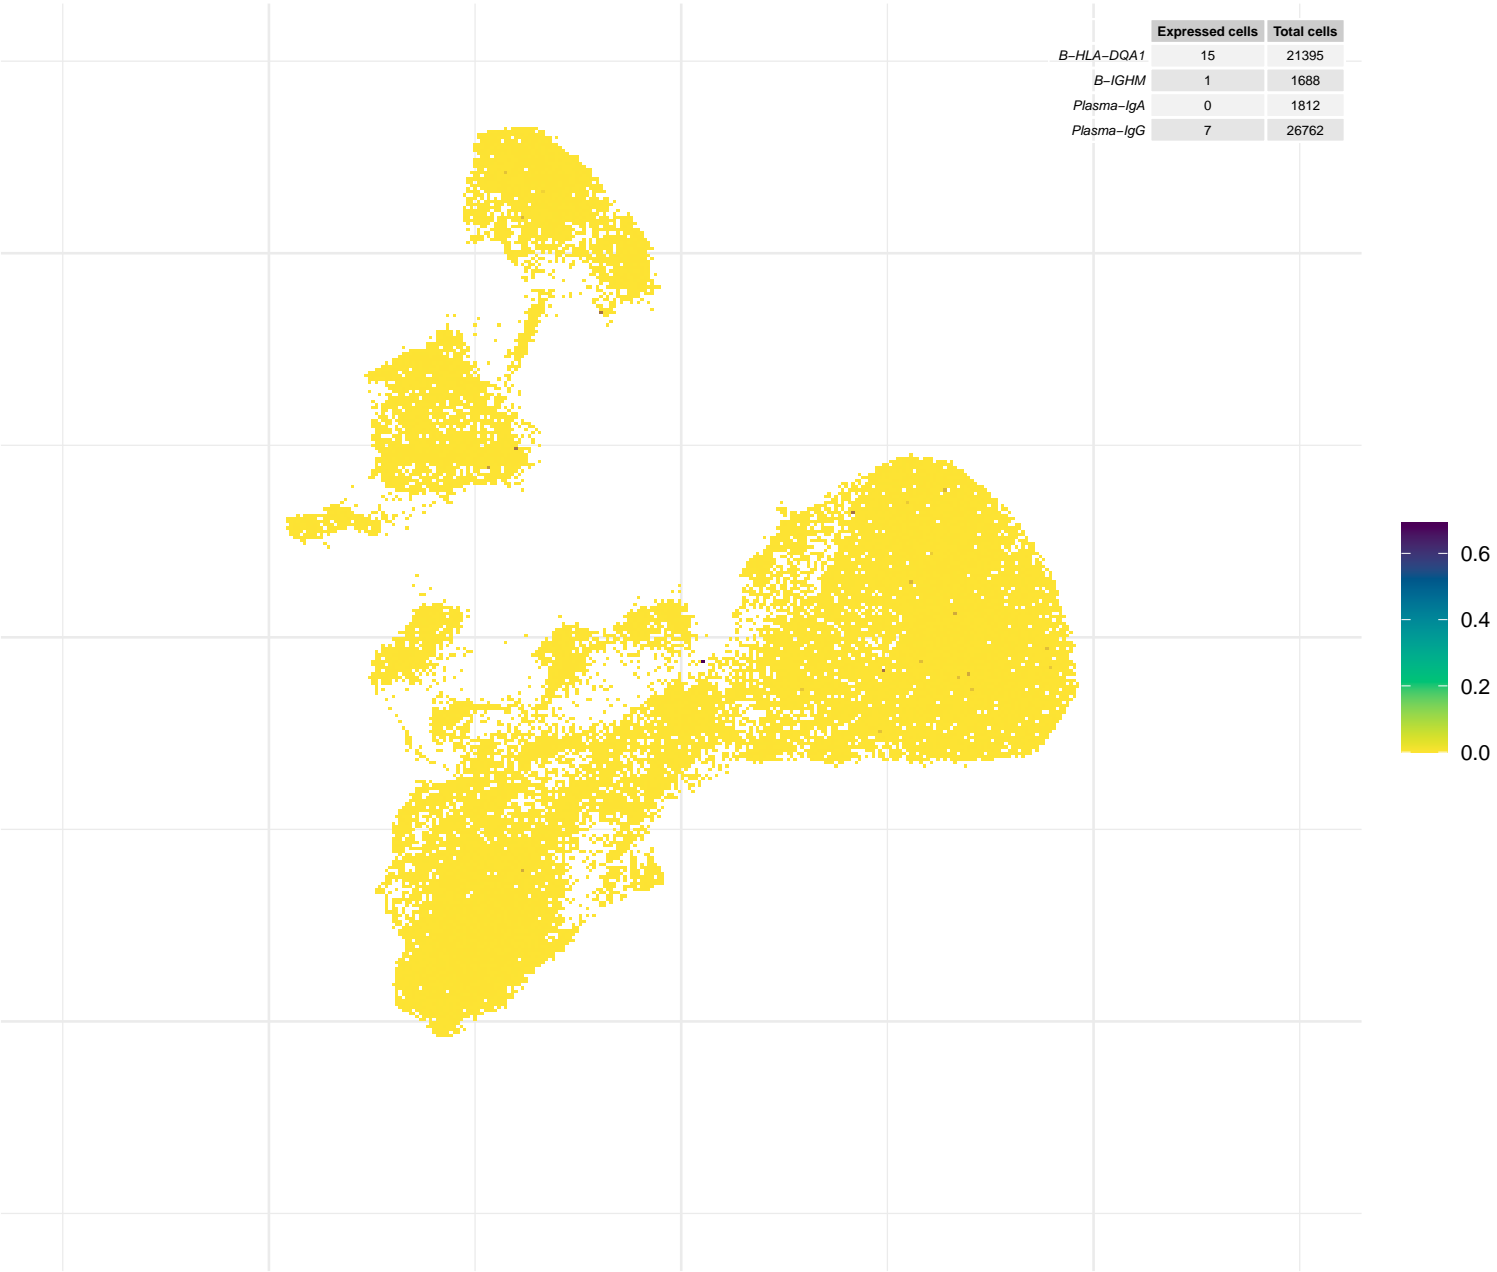 Expressed cells Total cells
B−HLA−DQA1 15 21395
B−IGHM 1 1688
Plasma−IgA 0 1812
Plasma−IgG 7 26762
0.6
0.4
0.2
0.0